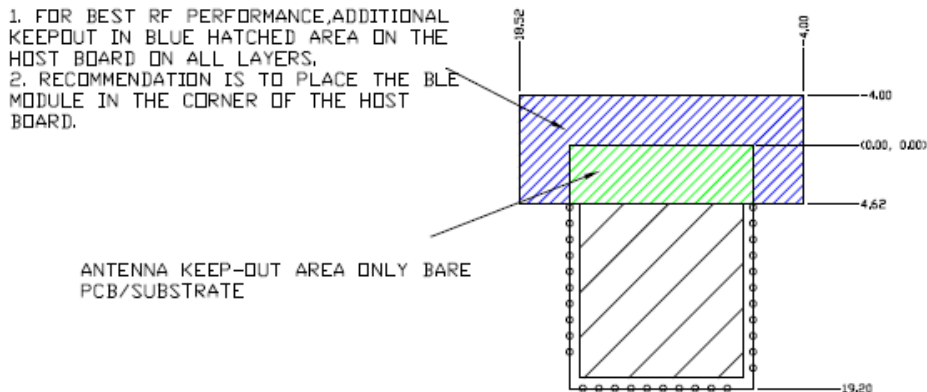 1. FOR BEST RF PERFORMANCE,ADDITIONAL
KEEPOUT IN BLUE HATCHED AREA ON THE
HOST BOARD ON ALL LAYERS.
2. RECOMMENDATION IS TO PLACE THE BLE
MODULE IN THE CORNER OF THE HOST
BOARD.
18.52
-4.00
-4.00
(0.00, 0.00)
4.62
ANTENNA KEEP-OUT AREA ONLY BARE
PCB/SUBSTRATE
19.20